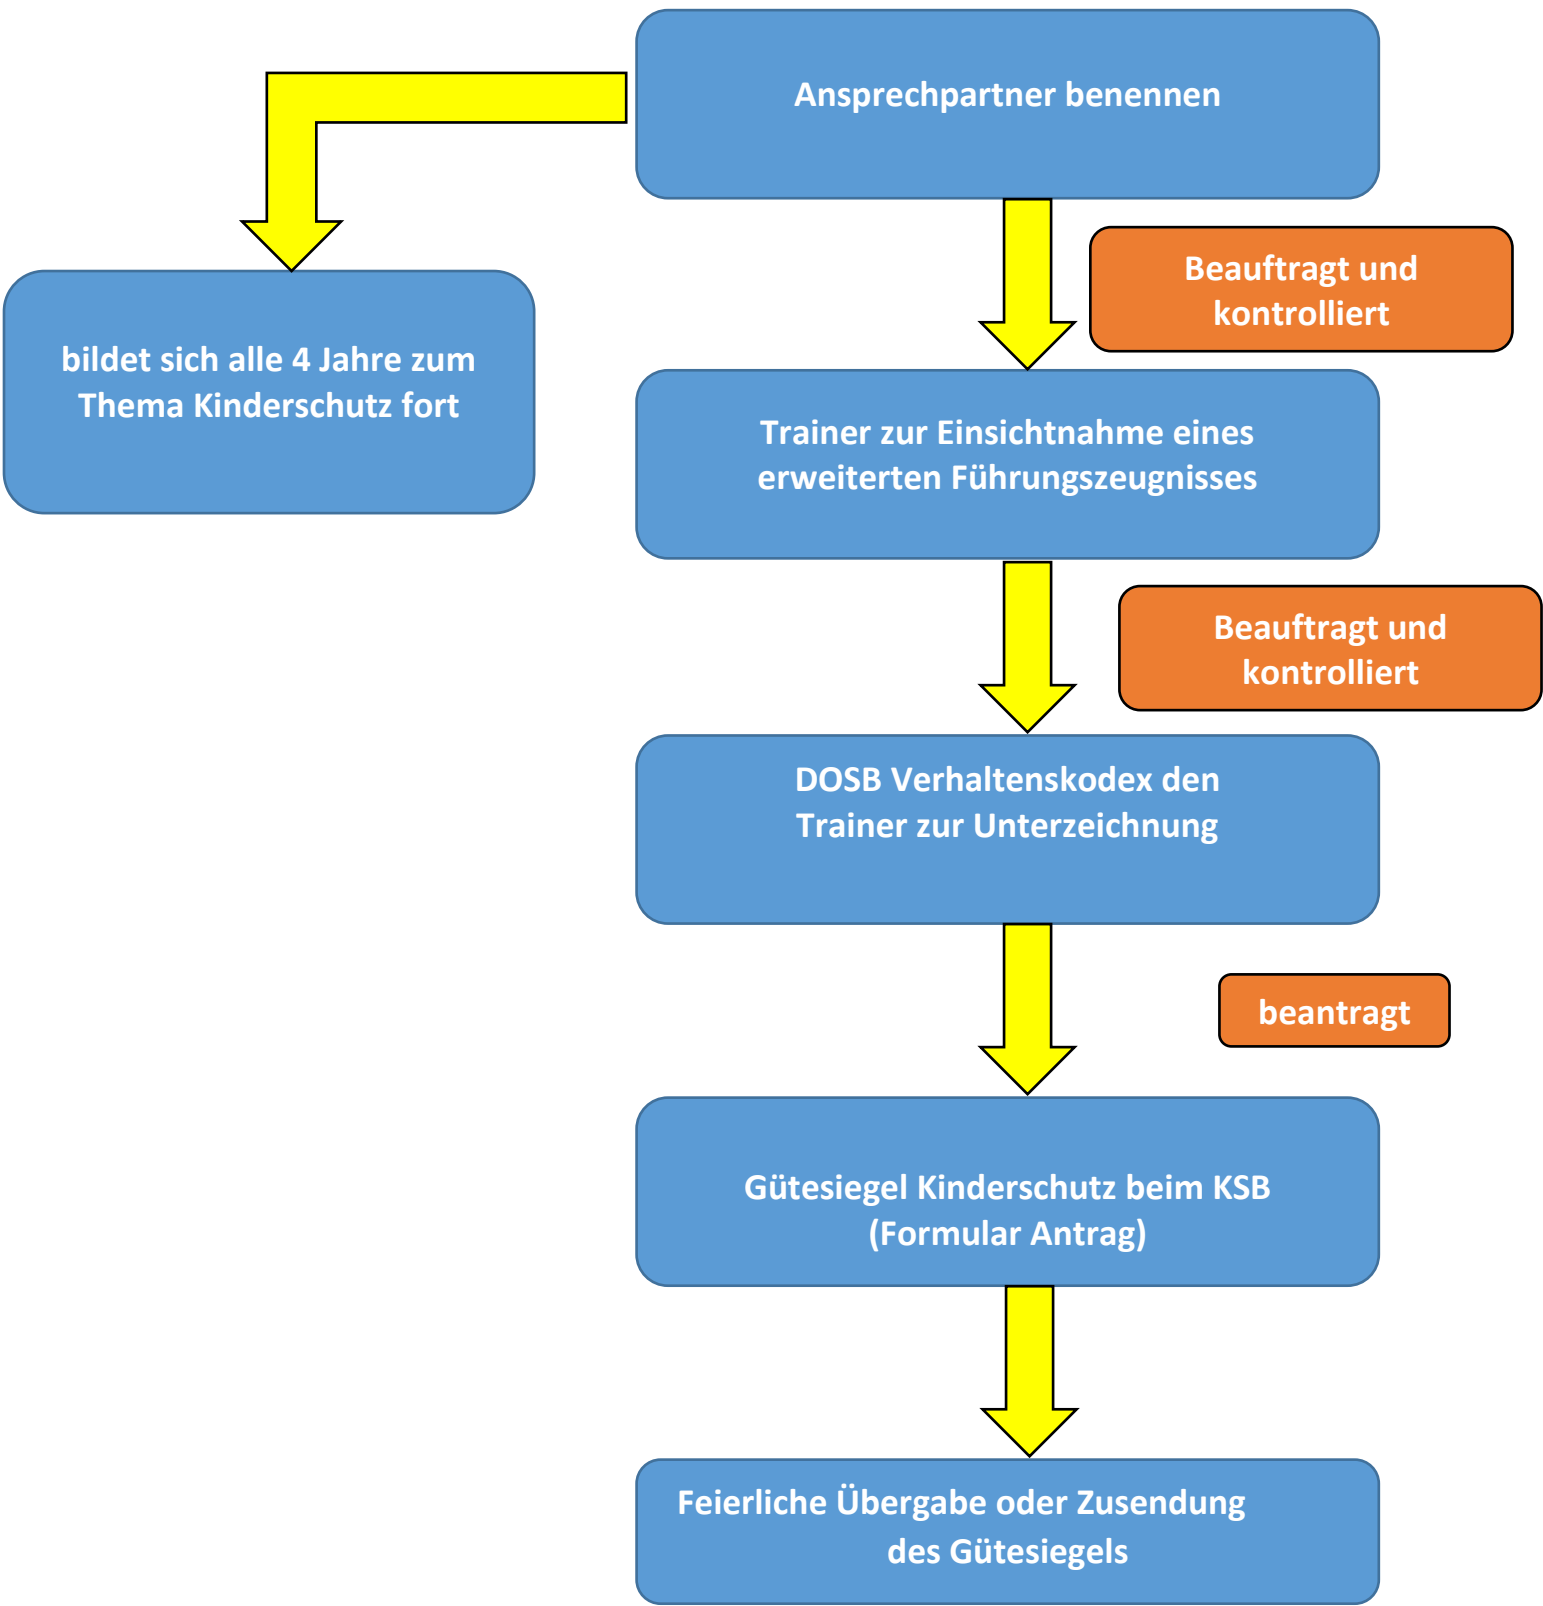 Ansprechpartner benennen
Beauftragt und
kontrolliert
bildet sich alle 4 Jahre zum
Thema Kinderschutz fort
Trainer zur Einsichtnahme eines
erweiterten Führungszeugnisses
Beauftragt und
kontrolliert
DOSB Verhaltenskodex den
Trainer zur Unterzeichnung
beantragt
Gütesiegel Kinderschutz beim KSB
(Formular Antrag)
Feierliche Übergabe oder Zusendung
des Gütesiegels